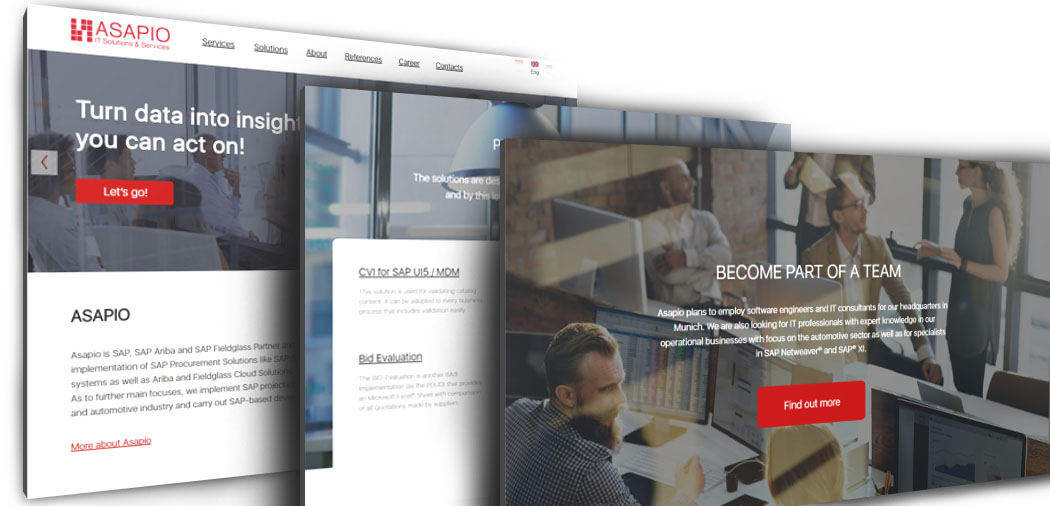 ASAPIO
IT Solutions & Services
Services
Solutions
About
References
Career
Contacts
Eng
Turn data into insight
you can act on!
Let's go!
ASAPIO
Asapio is SAP, SAP Ariba and SAP Fieldglass Partner
implementation of SAP Procurement Solutions like
systems as well as Ariba and Fieldglass Cloud Solutions
As to further main focuses, we implement SAP projects
and automotive industry and carry out SAP-based
More about Asapio
The solutions are
and by this
CVI for SAP UI5 / MDM
This solution is used for validating catalog
content. It can be adopted to every business
process that includes validation easily
Bid Evaluation
The BID-Evaluation is another BAdI
implementation (as the PDUD) that provides
an Microsoft Excel® Sheet with comparison
of all Quotations made by suppliers.
BECOME PART OF A TEAM
Asapio plans to employ software engineers and IT consultants for our headquarters in
Munich. We are also looking for IT professionals with expert knowledge in our
operational businesses with focus on the automotive sector as well as for specialists
in SAP Netweaver® and SAP® XI.
Find out more